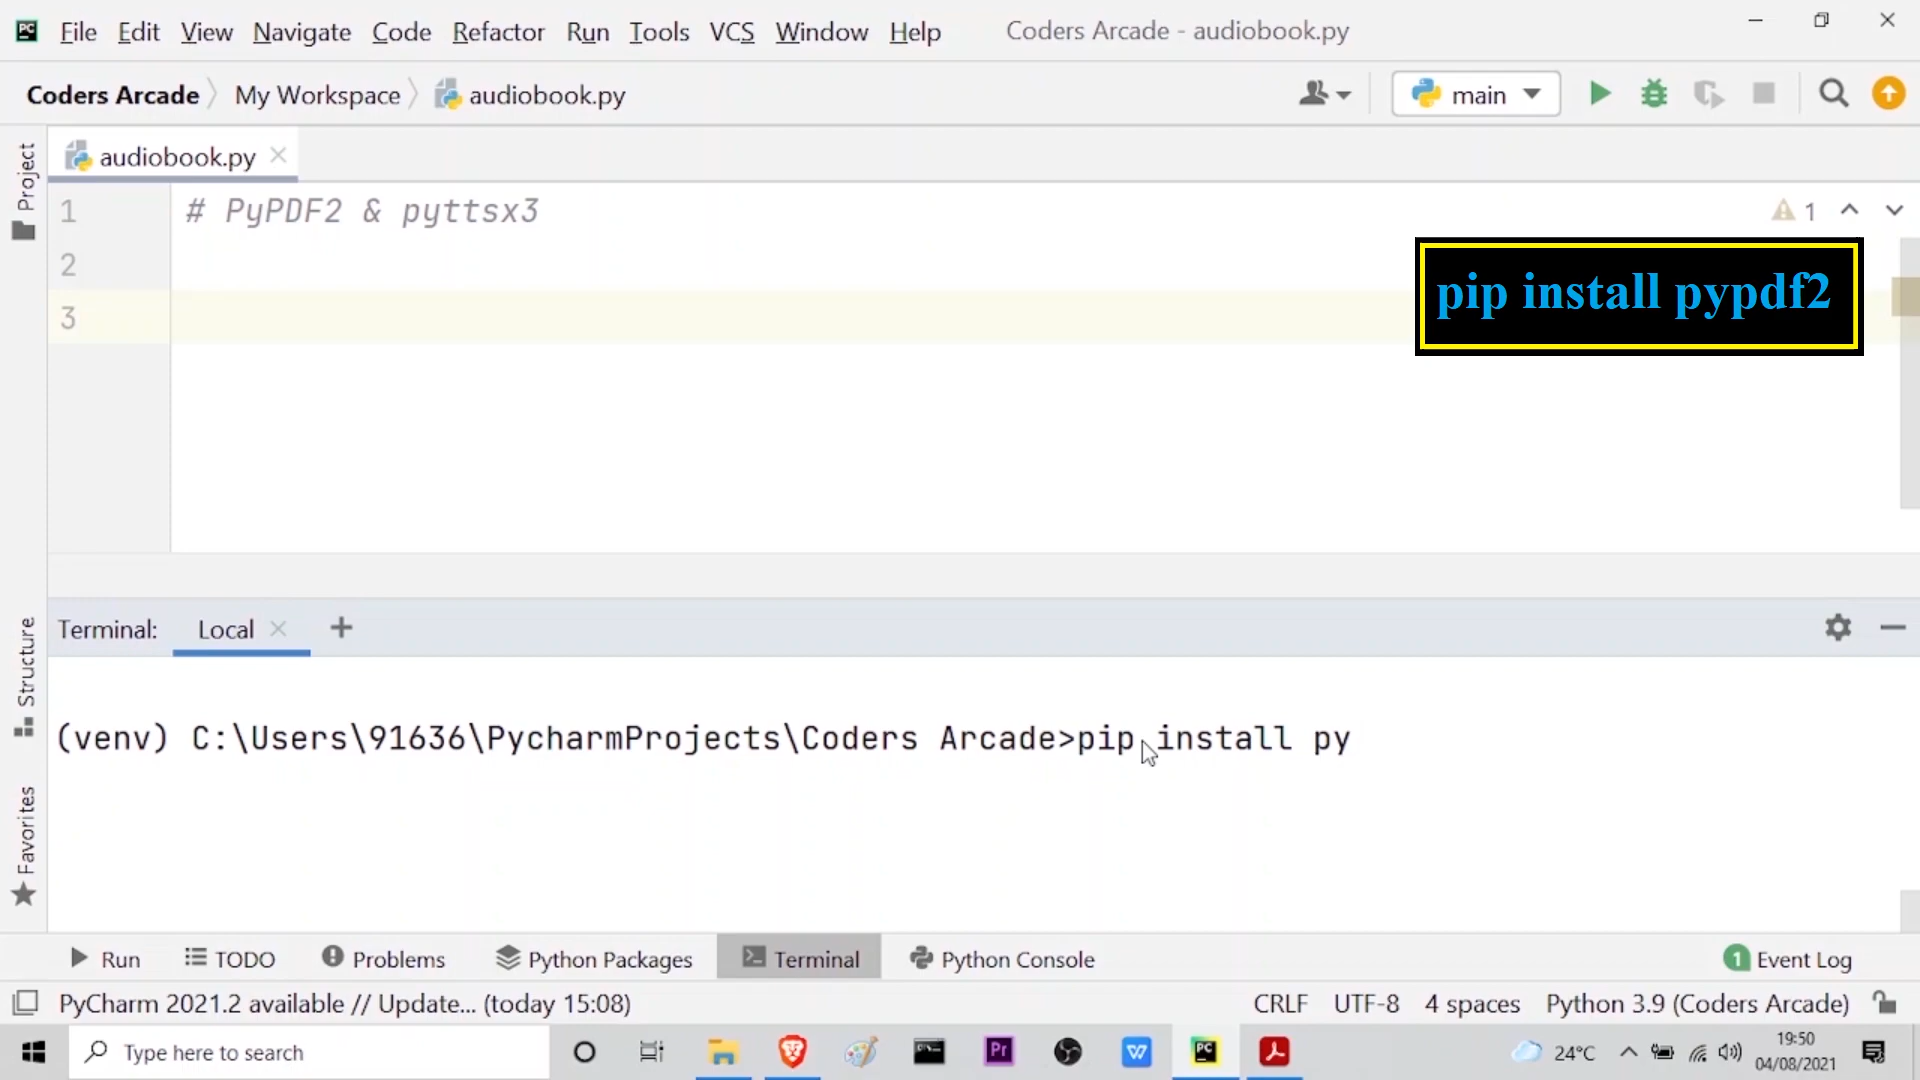 File Edit View Navigate Code Refactor Run Tools VCS Window Help Coders Arcade - audiobook.py
Coders Arcade My Workspace audiobook.py main
Project
audiobook.py
1 # PyPDF2 & pyttsx3 1
2
3
pip install pypdf2
Terminal: Local
Structure
(venv) C:\Users\91636\PycharmProjects\Coders Arcade>pip install py
Favorites
Run TODO Problems Python Packages Terminal Python Console 1 Event Log
PyCharm 2021.2 available // Update... (today 15:08) CRLF UTF-8 4 spaces Python 3.9 (Coders Arcade)
Type here to search Pr PC 24°C 19:50
04/08/2021